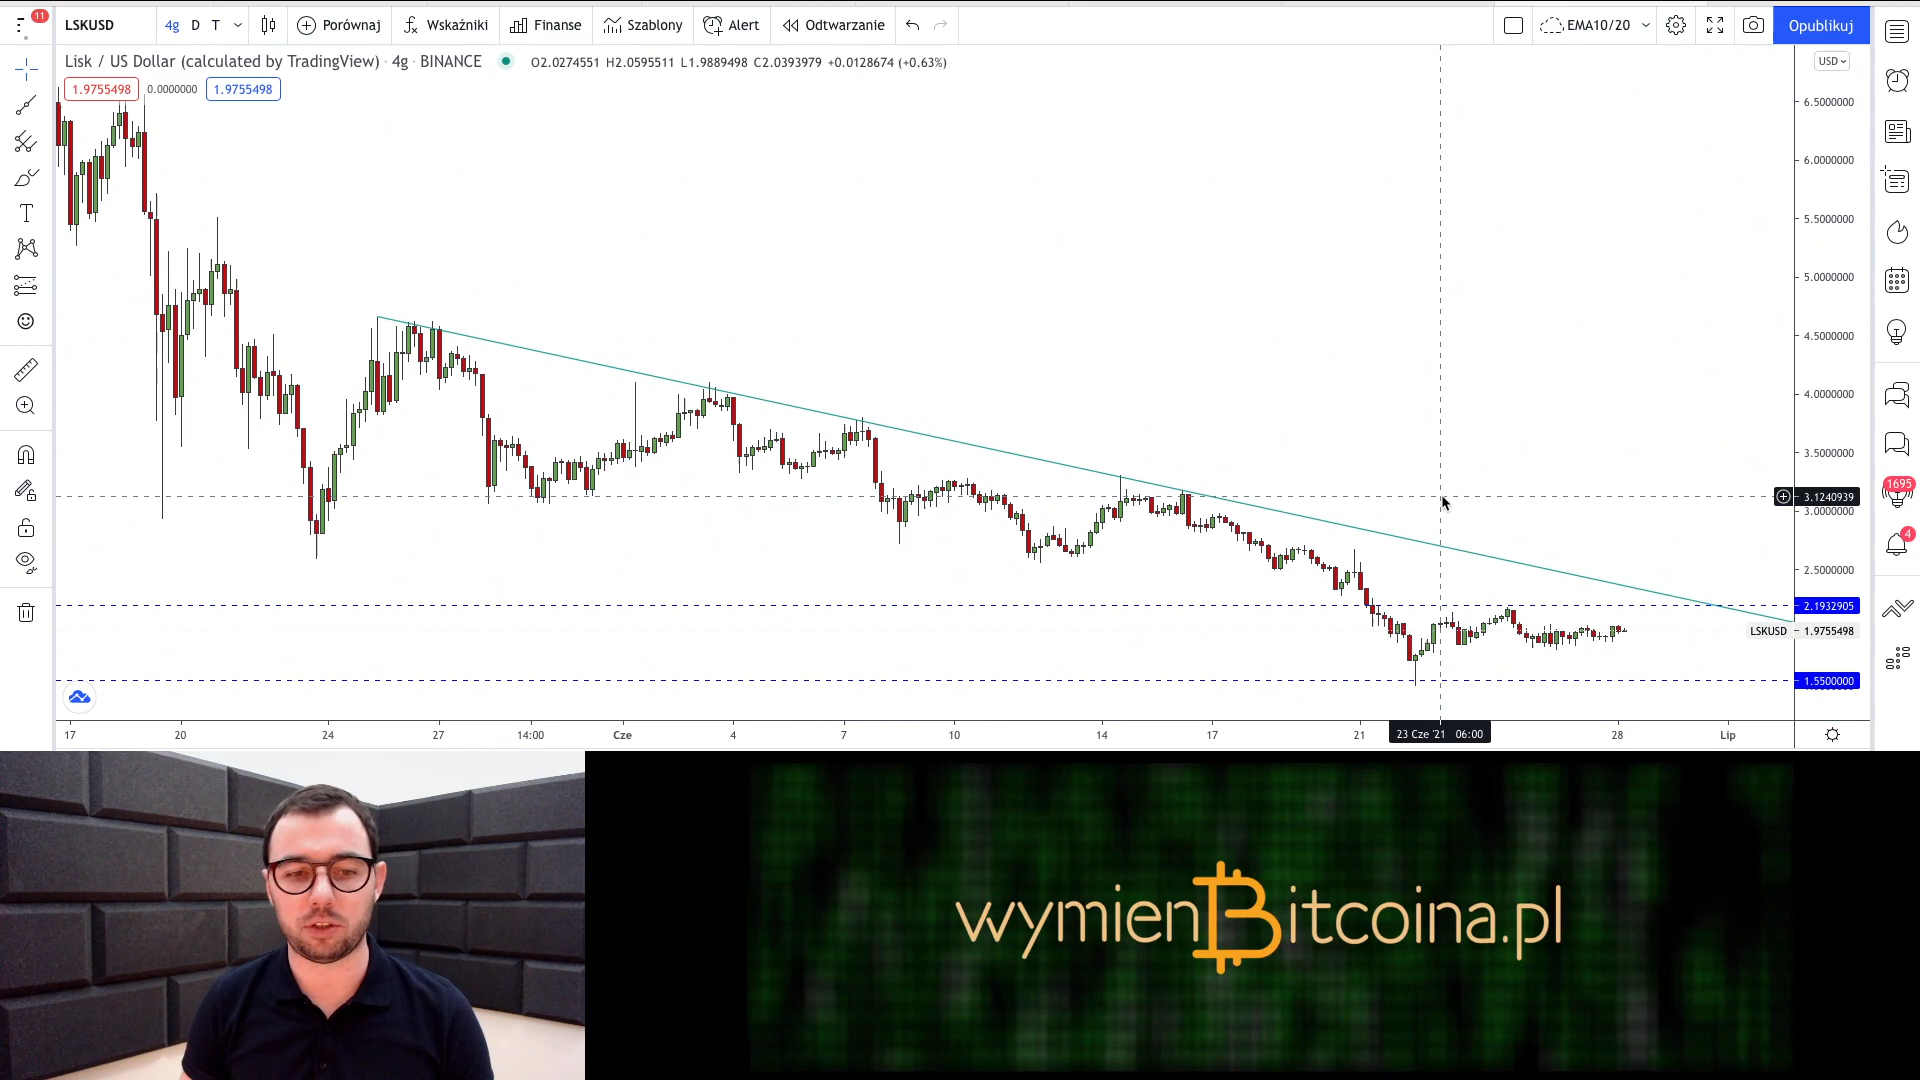 11
LSKUSD
4g D T
Porównaj
Wskaźniki
Finanse
Szablony
Alert
Odtwarzanie
EMA10/20
Opublikuj
Lisk / US Dollar (calculated by TradingView) · 4g · BINANCE
O2.0274551 H2.0595511 L1.9889498 C2.0393979 +0.0128674 (+0.63%)
USD
1.9755498 0.0000000 1.9755498
6.5000000
6.0000000
5.5000000
5.0000000
4.5000000
4.0000000
3.5000000
1695
3.1240939
3.0000000
4
2.5000000
2.1932905
LSKUSD 1.9755498
1.5500000
17 20 24 27 14:00 Cze 4 7 10 14 17 21 23 Cze '21 06:00 28 Lip
wymienBitcoina.pl